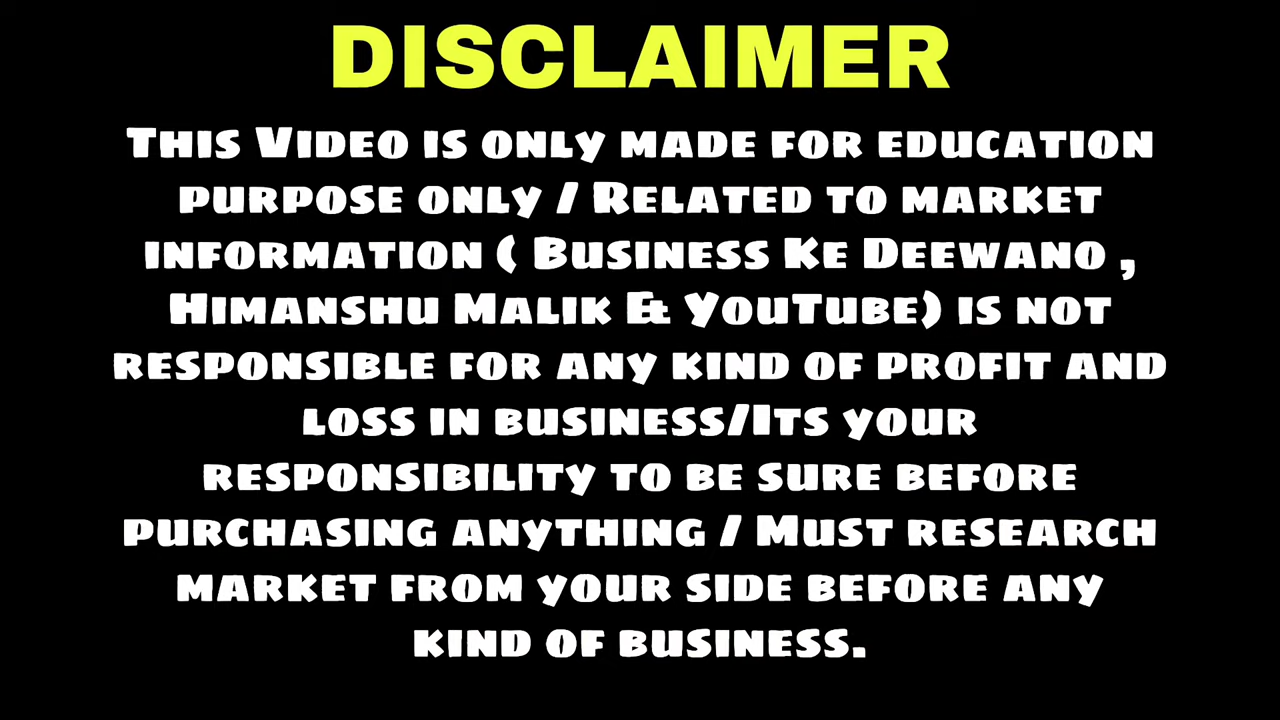 DISCLAIMER
This Video is only made for education
purpose only / Related to market
information ( Business Ke Deewano ,
Himanshu Malik & YouTube) is not
responsible for any kind of profit and
loss in business/Its your
responsibility to be sure before
purchasing anything / Must research
market from your side before any
kind of business.